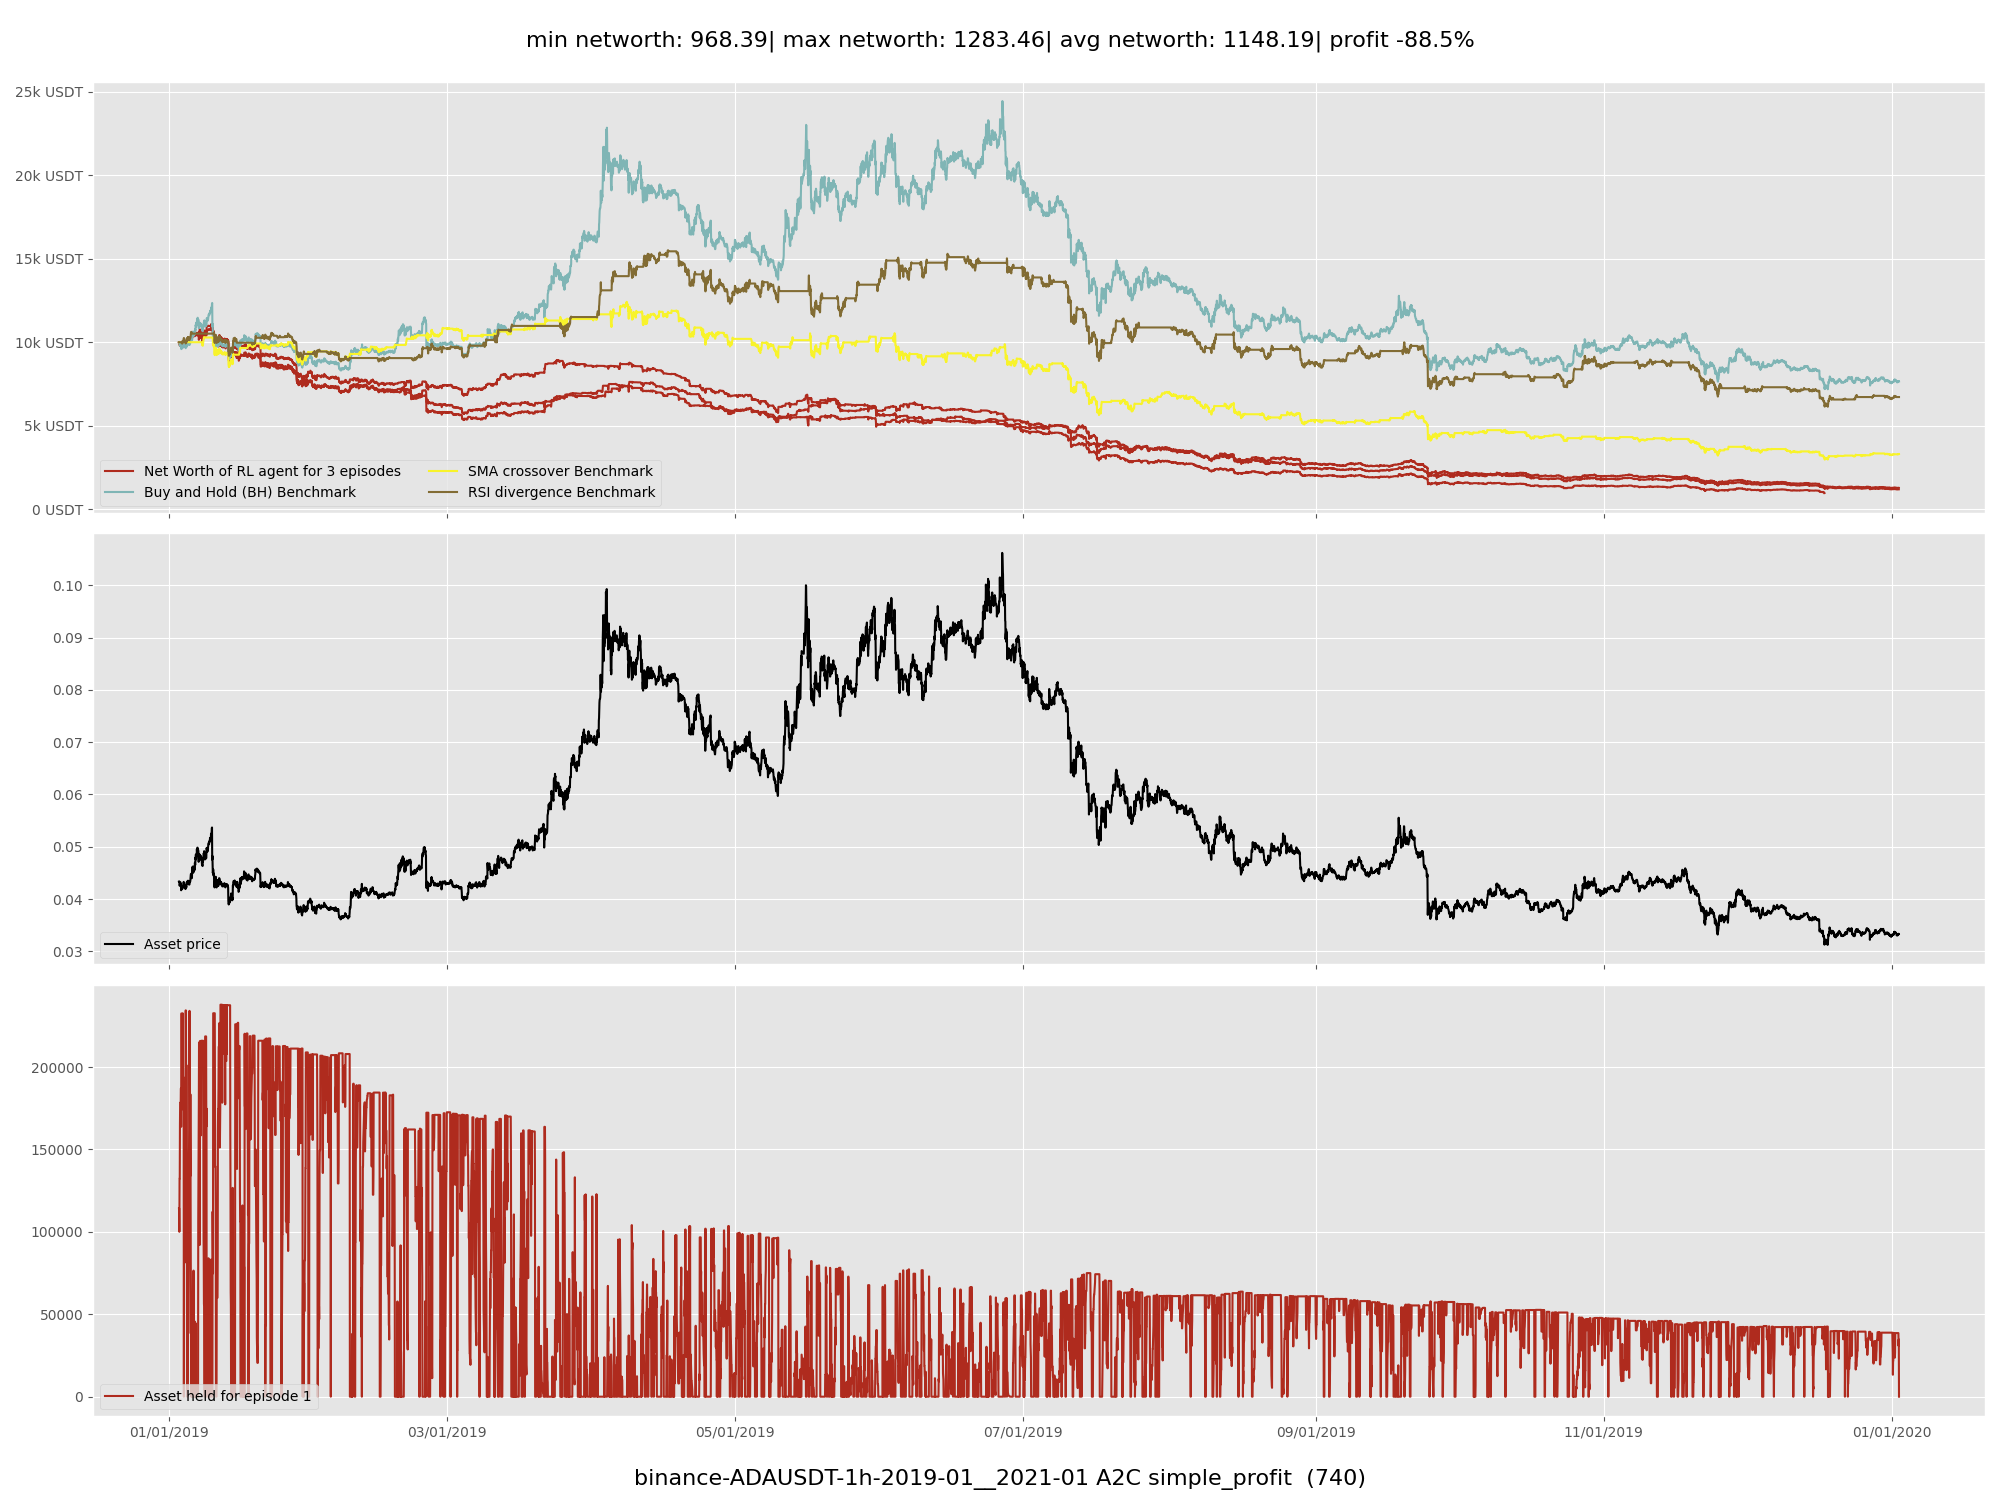 min networth: 968.39| max networth: 1283.46| avg networth: 1148.19| profit -88.5%
25k USDT
20k USDT
15k USDT
10k USDT
5k USDT
0 USDT
Net Worth of RL agent for 3 episodes
Buy and Hold (BH) Benchmark
SMA crossover Benchmark
RSI divergence Benchmark
0.10
0.09
0.08
0.07
0.06
0.05
0.04
0.03
Asset price
200000
150000
100000
50000
0
Asset held for episode 1
01/01/2019 03/01/2019 05/01/2019 07/01/2019 09/01/2019 11/01/2019 01/01/2020
binance-ADAUSDT-1h-2019-01__2021-01 A2C simple_profit (740)